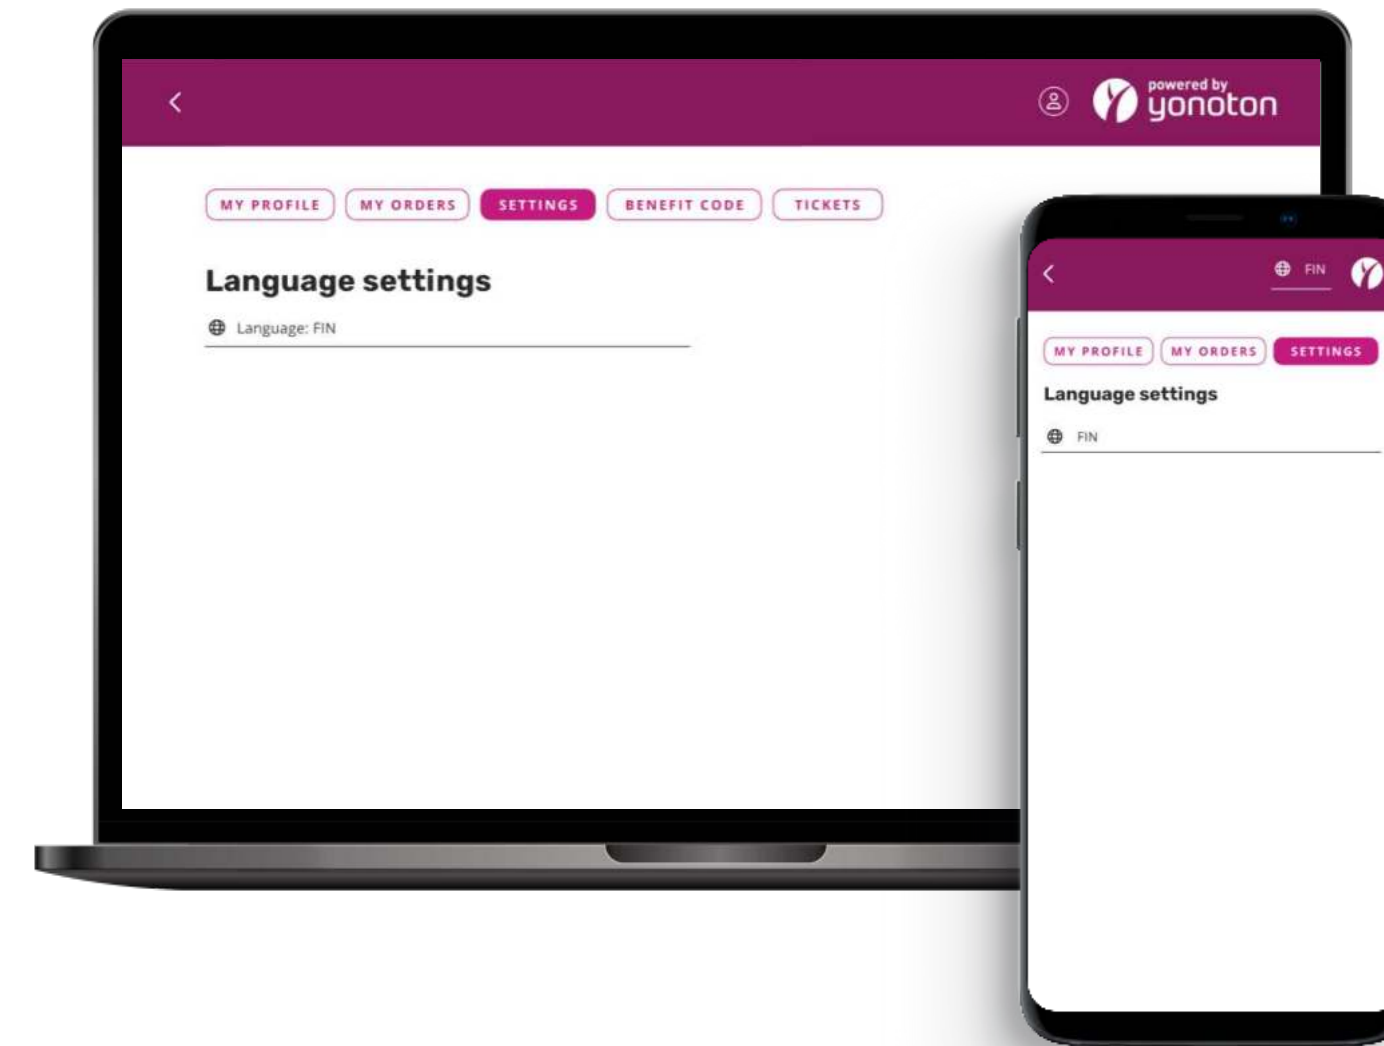 powered by
yonoton
MY PROFILE MY ORDERS SETTINGS BENEFIT CODE TICKETS
Language settings
Language: FIN
FIN
MY PROFILE MY ORDERS SETTINGS
Language settings
FIN